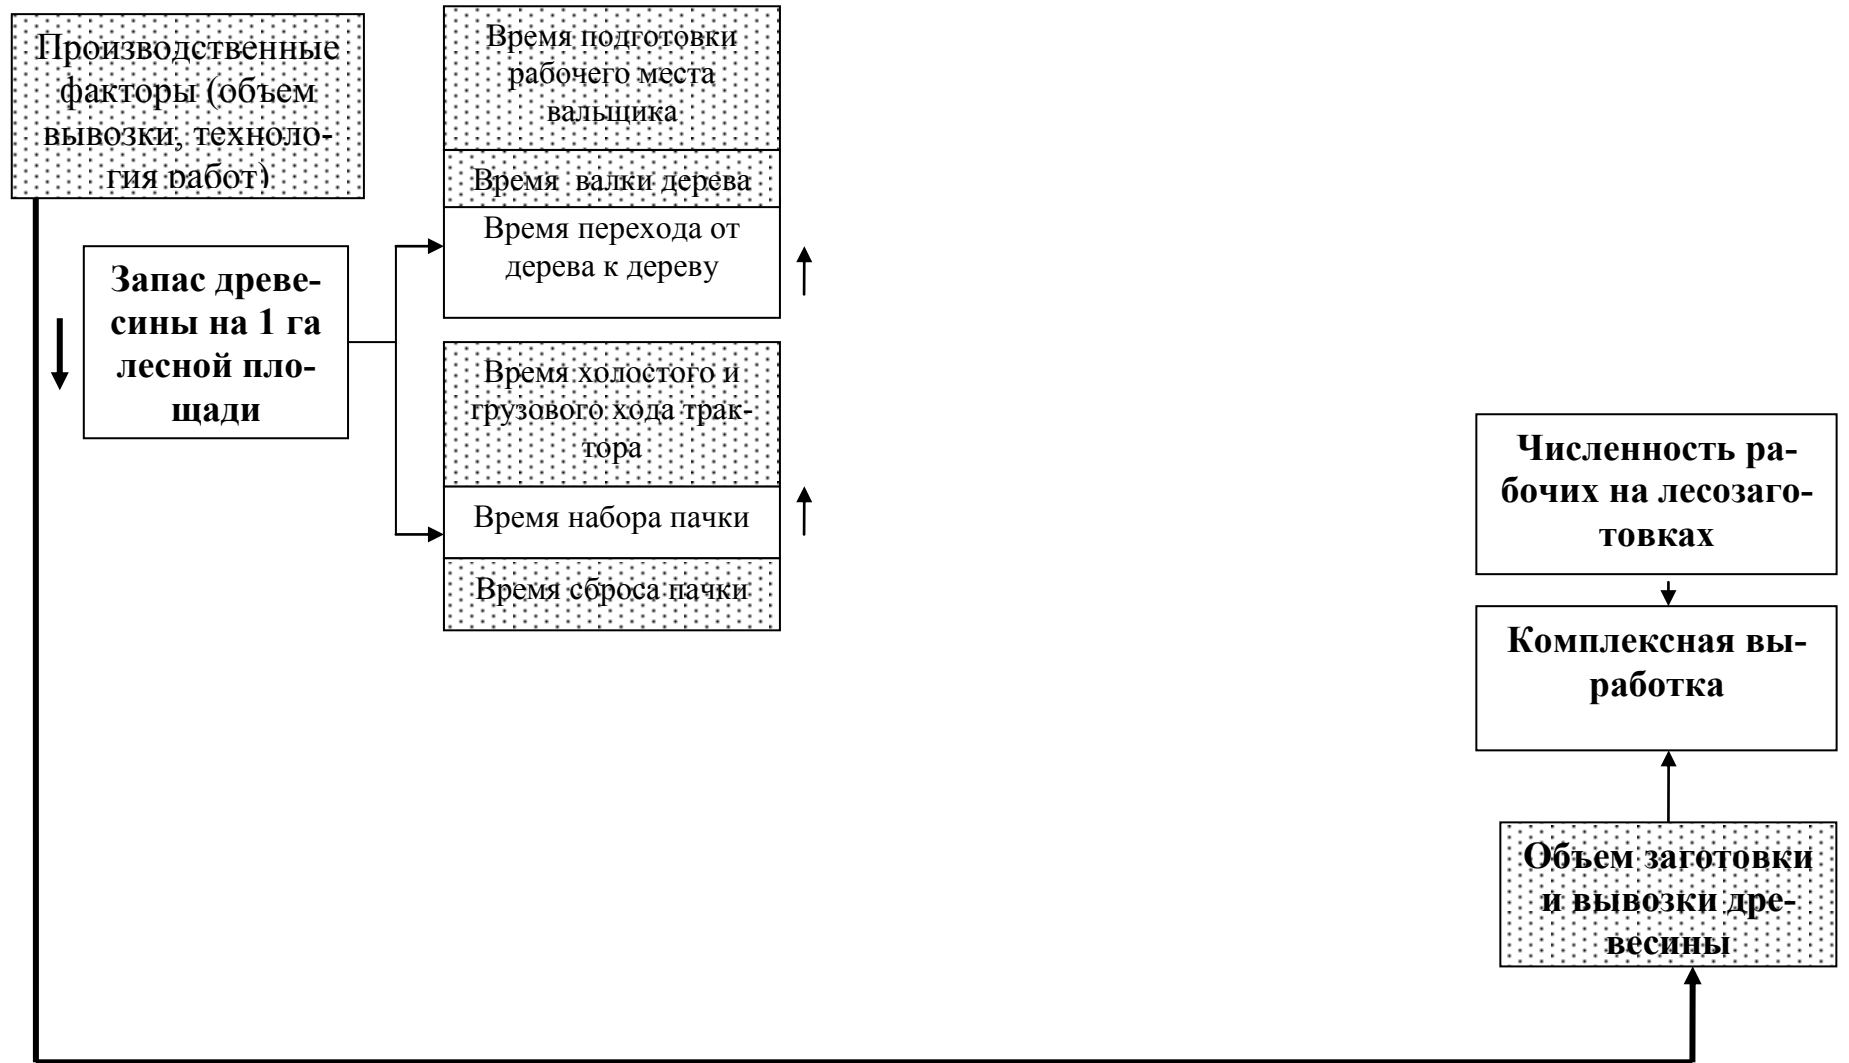 Производственные
факторы (объем
вывозки, техноло-
гия работ)
Запас древе-
сины на 1 га
лесной пло-
щади
Время подготовки
рабочего места
вальщика
Время валки дерева
Время перехода от
дерева к дереву
Время холостого и
грузового хода трак-
тора
Время набора пачки
Время сброса пачки
Численность ра-
бочих на лесозаго-
товках
Комплексная вы-
работка
Объем заготовки
и вывозки дре-
весины